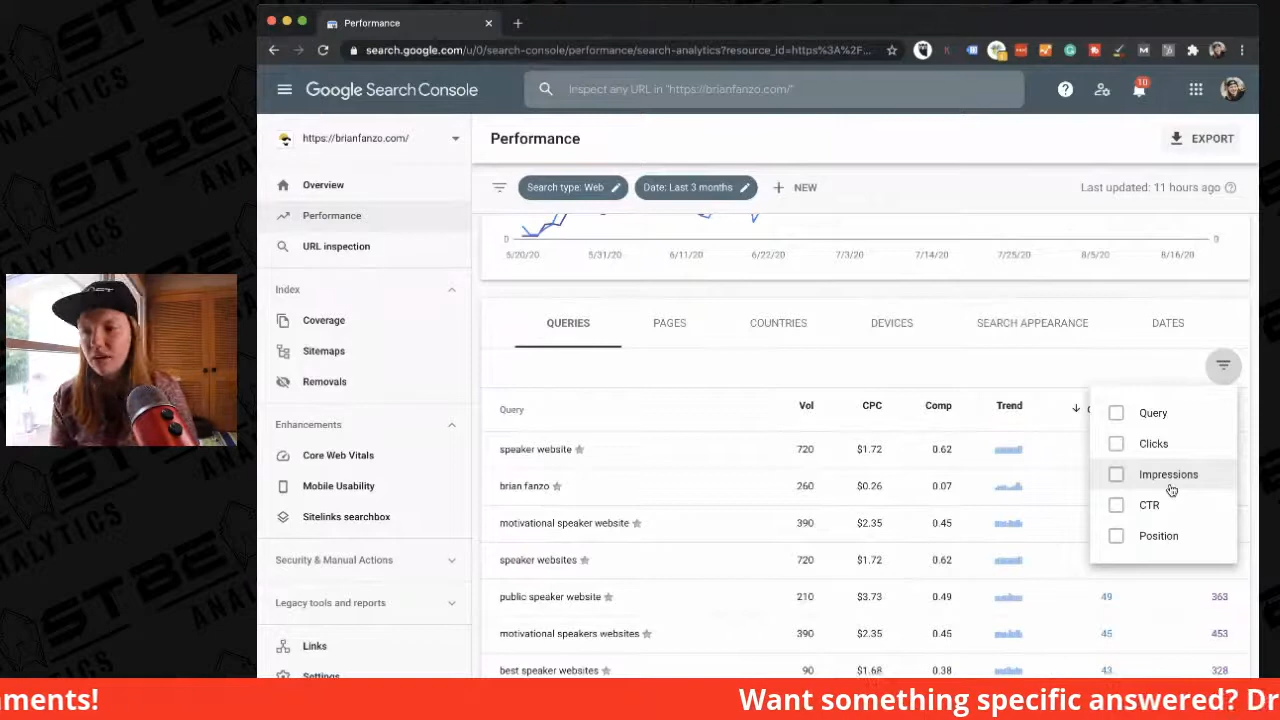 Performance
search.google.com/u/0/search-console/performance/search-analytics?resource_id=https%3A%2F...
Google Search Console
Inspect any URL in "https://brianfanzo.com/"
10
https://brianfanzo.com/
Performance
EXPORT
Search type: Web
Date: Last 3 months
NEW
Last updated: 11 hours ago
Overview
Performance
URL inspection
Index
Coverage
Sitemaps
Removals
Enhancements
Core Web Vitals
Mobile Usability
Sitelinks searchbox
Security & Manual Actions
Legacy tools and reports
Links
Settings
0 0
5/20/20 5/31/20 6/11/20 6/22/20 7/3/20 7/14/20 7/25/20 8/5/20 8/16/20
QUERIES PAGES COUNTRIES DEVICES SEARCH APPEARANCE DATES
Query Vol CPC Comp Trend
speaker website 720 $1.72 0.62
brian fanzo 260 $0.26 0.07
motivational speaker website 390 $2.35 0.45
speaker websites 720 $1.72 0.62
public speaker website 210 $3.73 0.49 49 363
motivational speakers websites 390 $2.35 0.45 45 453
best speaker websites 90 $1.68 0.38 43 328
Query
Clicks
Impressions
CTR
Position
ments! Want something specific answered? Dr
ANALYTICS